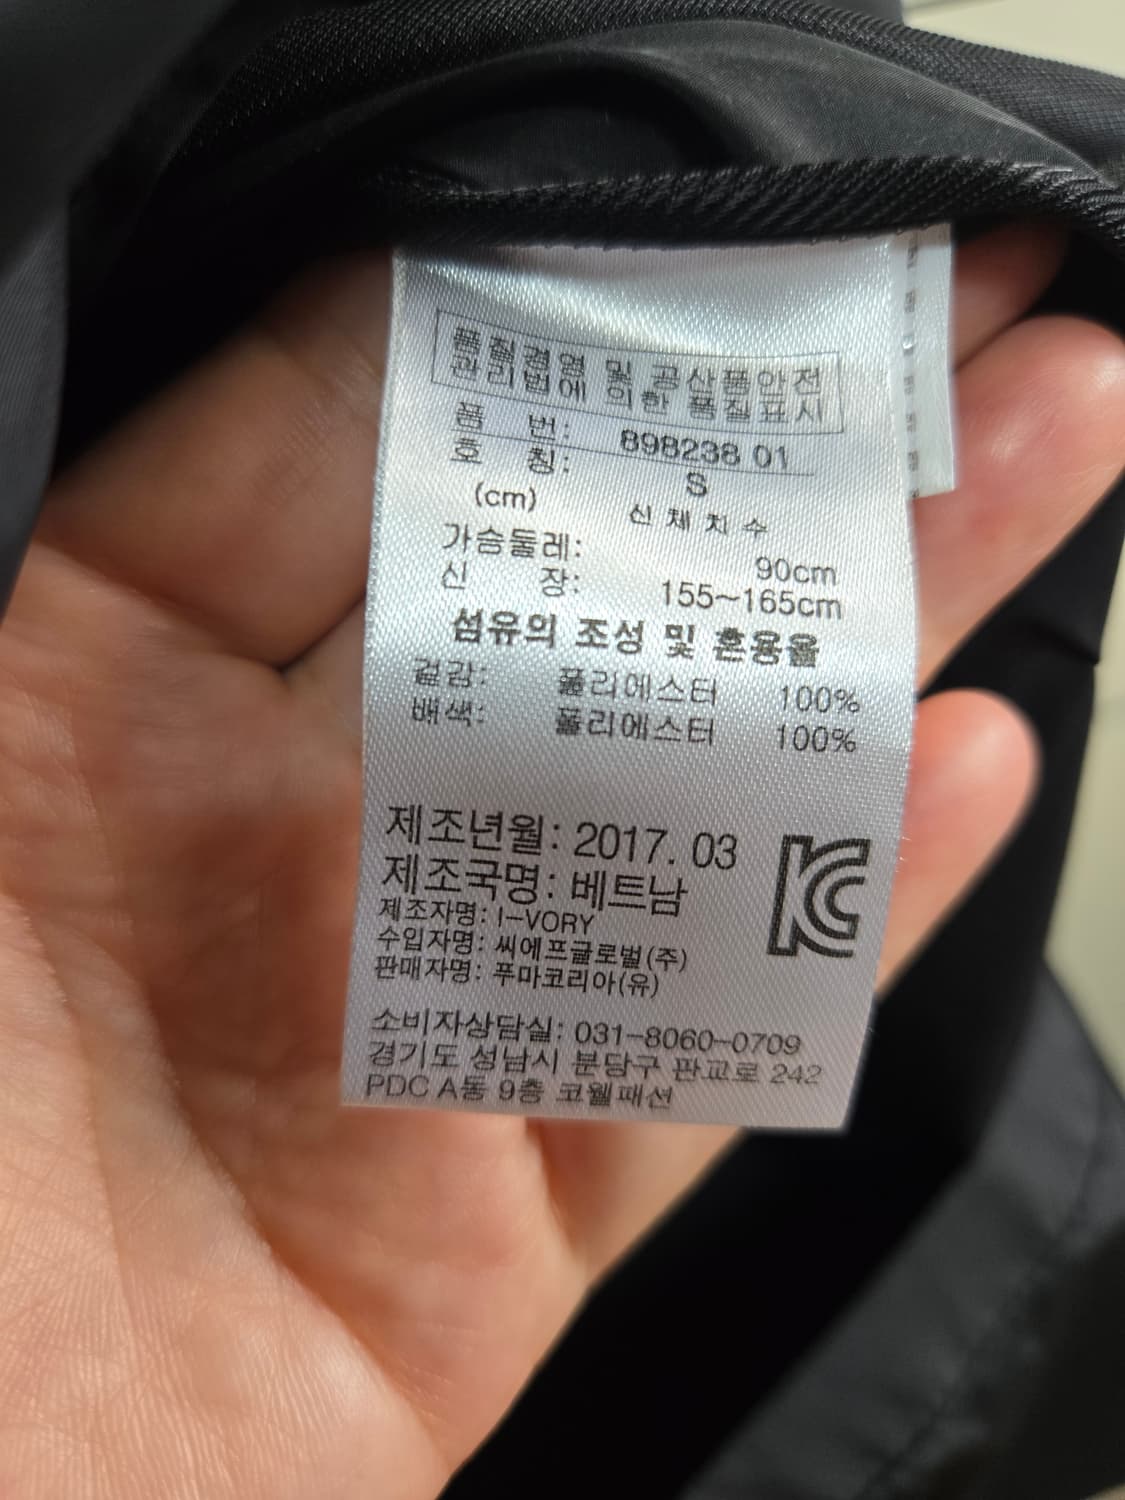 품질경영 및 공산품안전
관리법에 의한 품질표시
품 번: 898238 01
호 칭: S
(cm) 신체치수
가슴둘레: 90cm
신 장: 155~165cm
섬유의 조성 및 혼용율
겉감: 폴리에스터 100%
배색: 폴리에스터 100%
제조년월: 2017. 03
제조국명: 베트남
제조자명: I-VORY
수입자명: 씨에프글로벌(주)
판매자명: 푸마코리아(유)
KC
소비자상담실: 031-8060-0709
경기도 성남시 분당구 판교로 242
PDC A동 9층 코웰패션